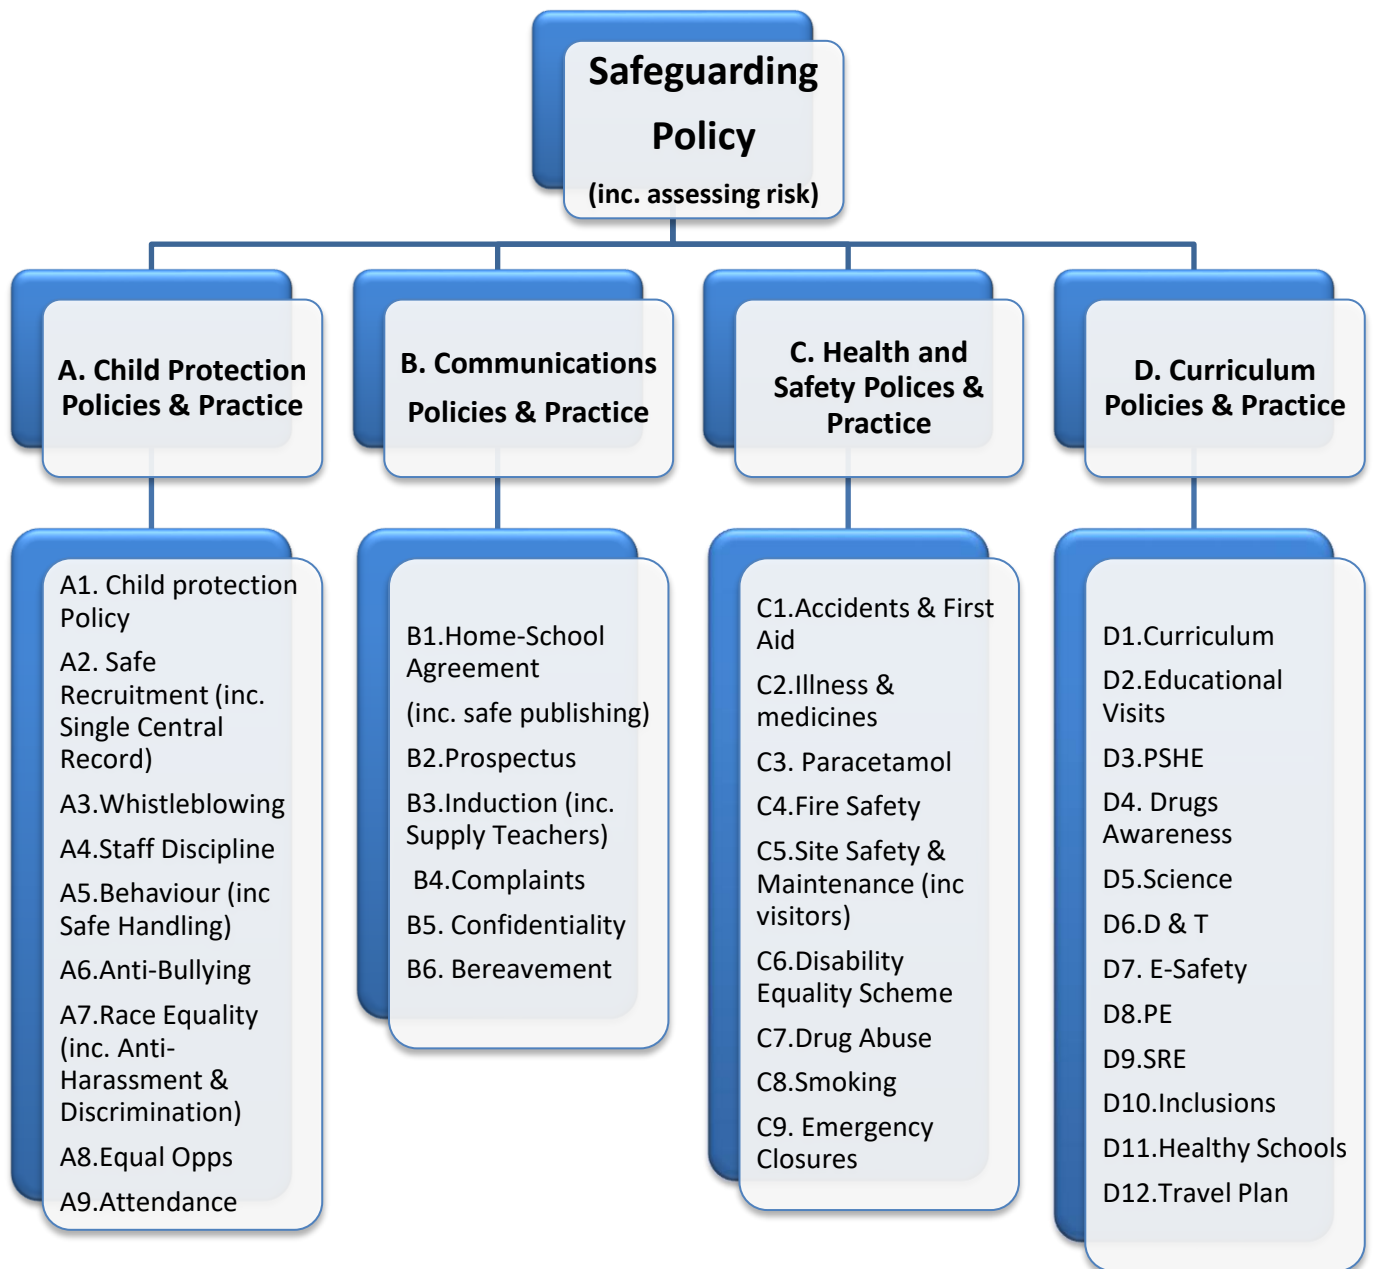 Safeguarding
Policy
(inc. assessing risk)
A. Child Protection
Policies & Practice
B. Communications
Policies & Practice
C. Health and
Safety Polices &
Practice
D. Curriculum
Policies & Practice
A1. Child protection
Policy
A2. Safe
Recruitment (inc.
Single Central
Record)
A3.Whistleblowing
A4.Staff Discipline
A5.Behaviour (inc
Safe Handling)
A6.Anti-Bullying
A7.Race Equality
(inc. Anti-
Harassment &
Discrimination)
A8.Equal Opps
A9.Attendance
B1.Home-School
Agreement
(inc. safe publishing)
B2.Prospectus
B3.Induction (inc.
Supply Teachers)
B4.Complaints
B5. Confidentiality
B6. Bereavement
C1.Accidents & First
Aid
C2.Illness &
medicines
C3. Paracetamol
C4.Fire Safety
C5.Site Safety &
Maintenance (inc
visitors)
C6.Disability
Equality Scheme
C7.Drug Abuse
C8.Smoking
C9. Emergency
Closures
D1.Curriculum
D2.Educational
Visits
D3.PSHE
D4. Drugs
Awareness
D5.Science
D6.D & T
D7. E-Safety
D8.PE
D9.SRE
D10.Inclusions
D11.Healthy Schools
D12.Travel Plan